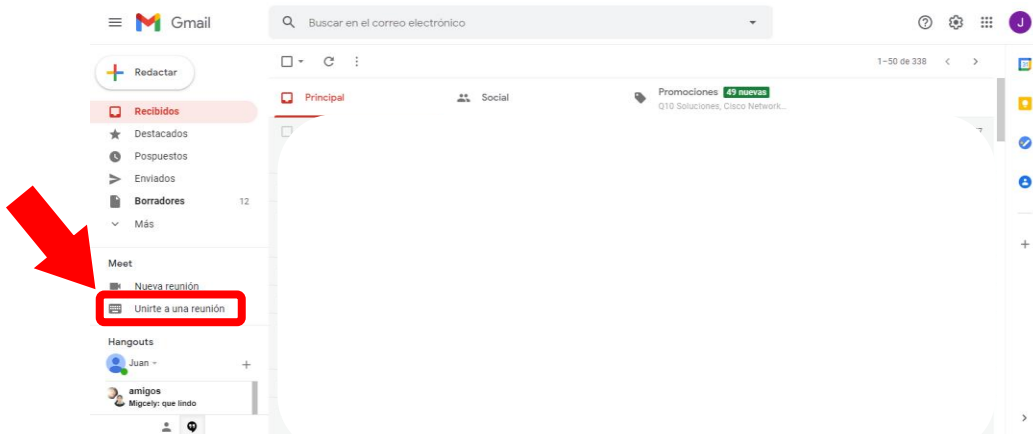 Gmail
Buscar en el correo electrónico
J
Redactar
1–50 de 338
Principal
Social
Promociones 49 nuevas
Q10 Soluciones, Cisco Network...
Recibidos
Destacados
Pospuestos
Enviados
Borradores 12
Más
Meet
Nueva reunión
Unirte a una reunión
Hangouts
Juan
amigos
Migcely: que lindo